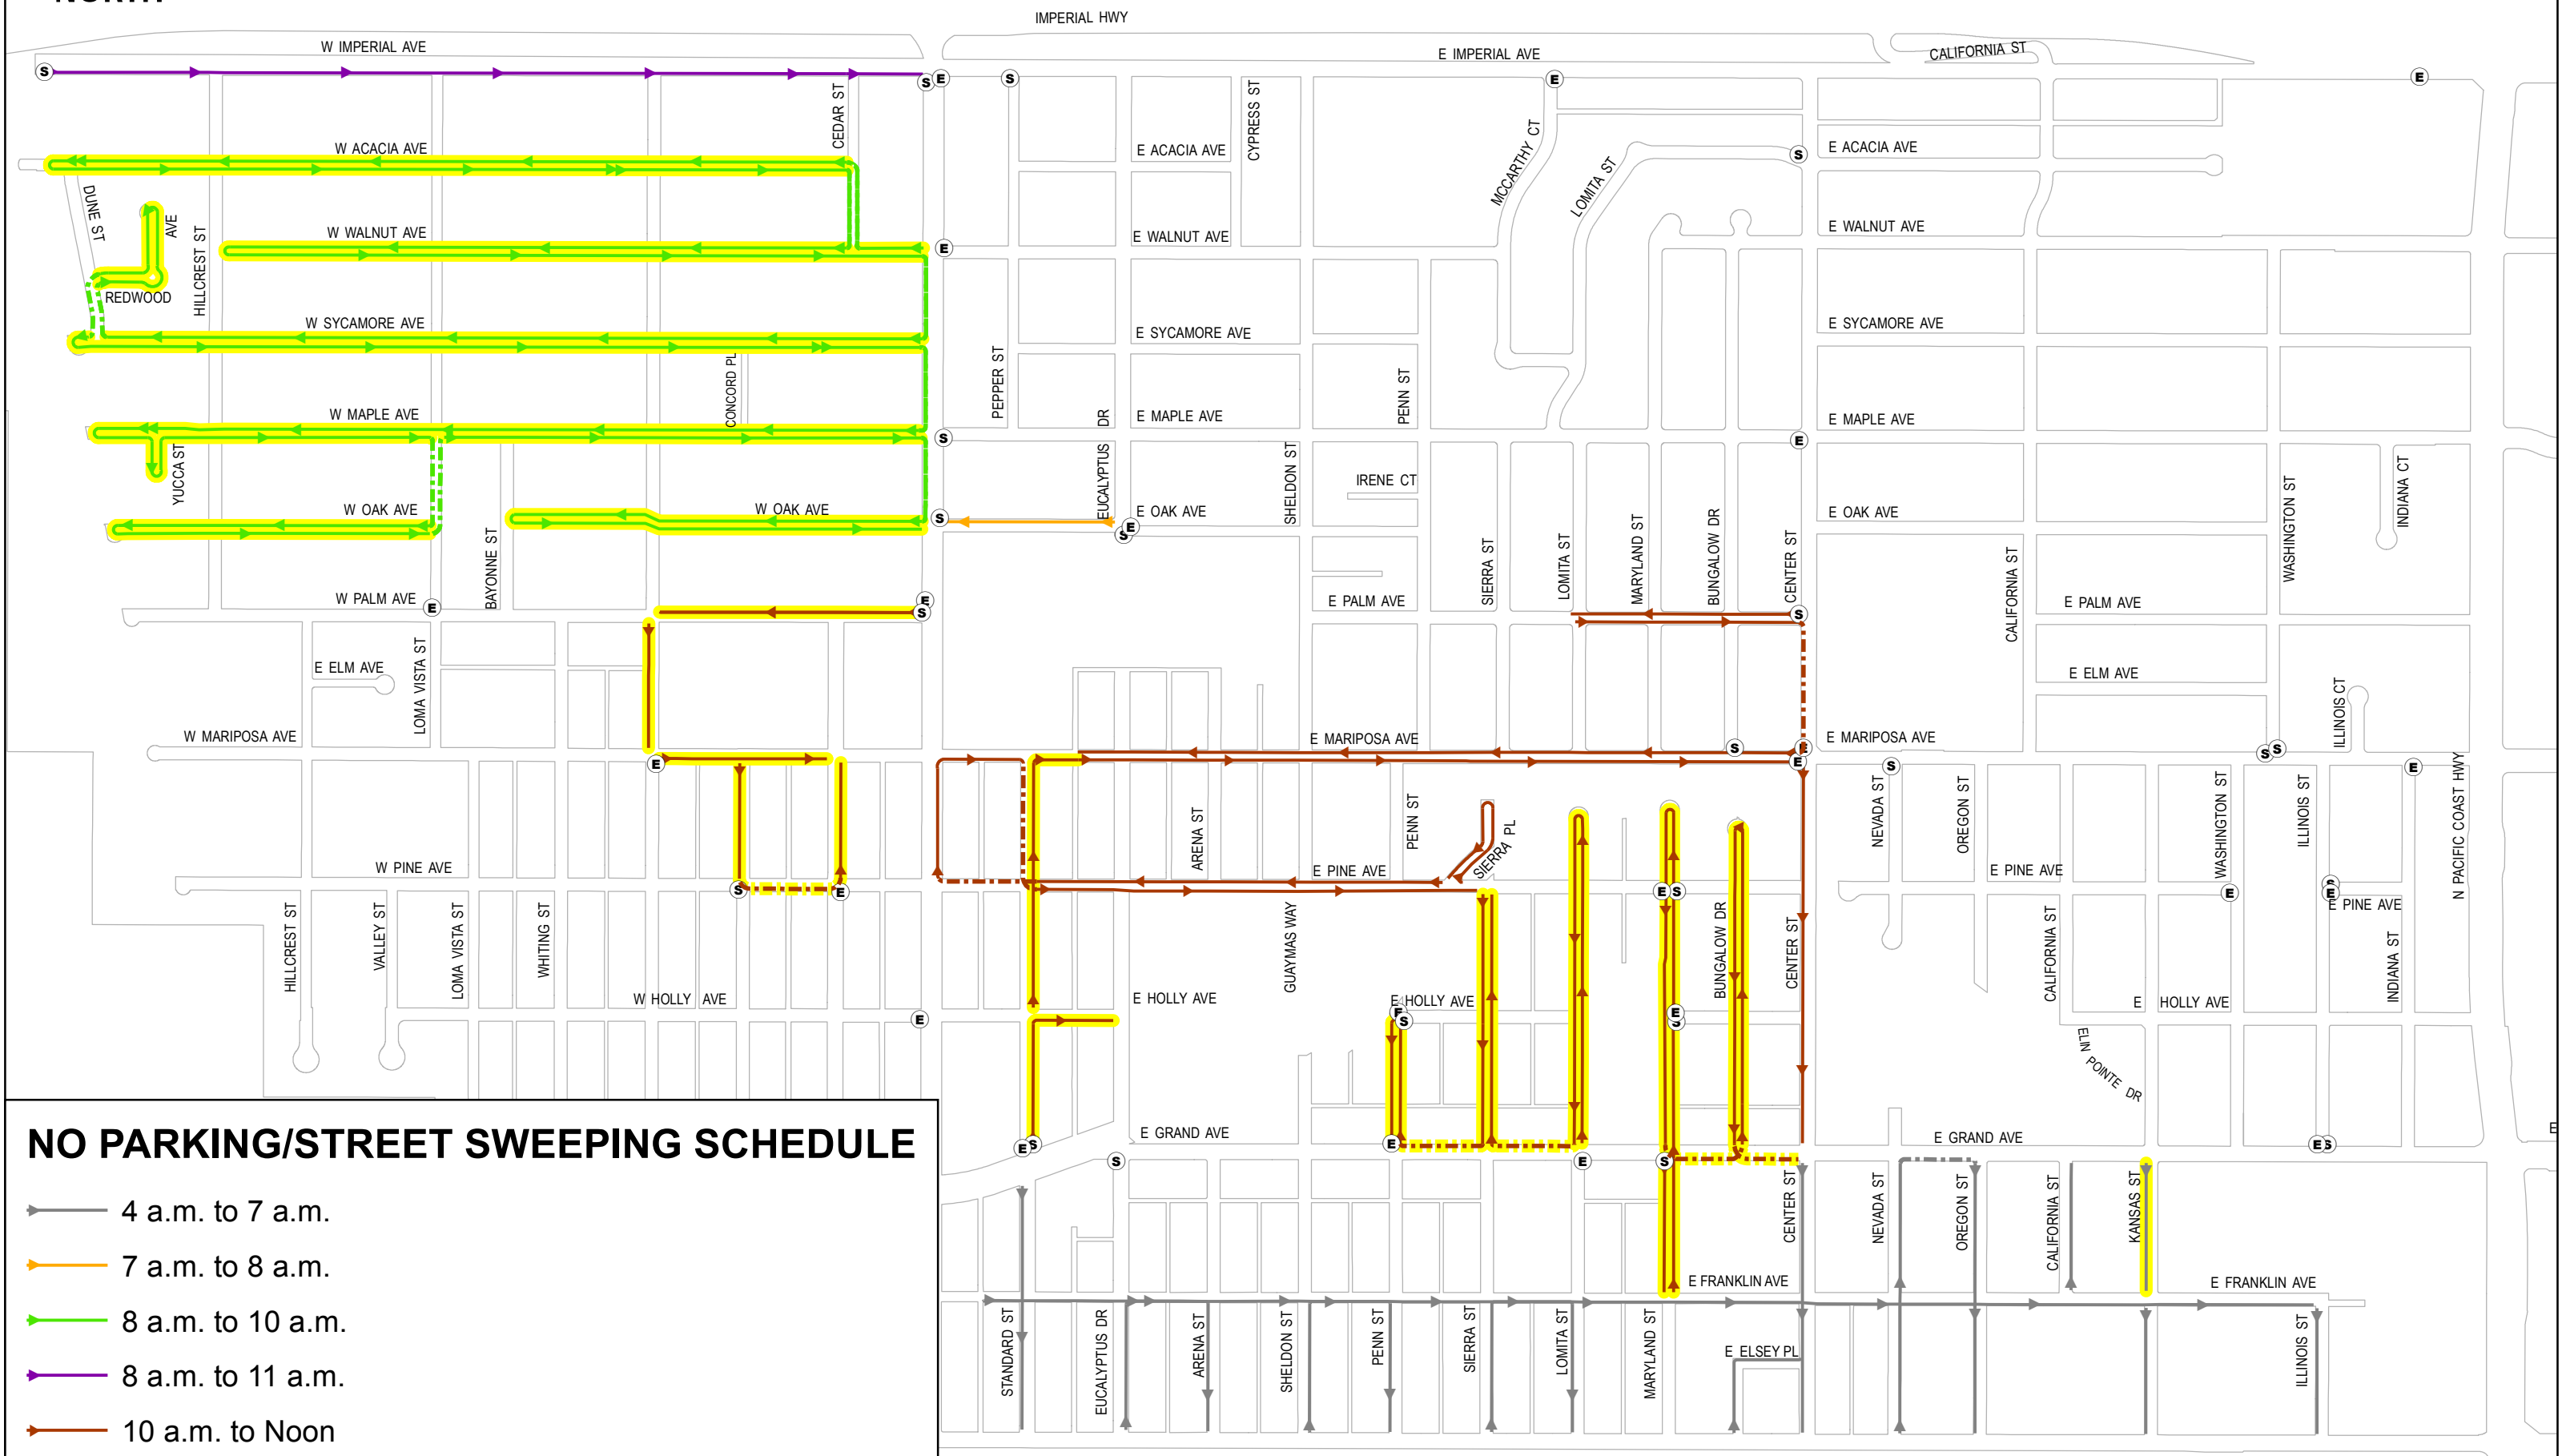 IMPERIAL HWY
W IMPERIAL AVE
E IMPERIAL AVE
CALIFORNIA ST
S
S
E
S
E
E
CEDAR ST
CYPRESS ST
W ACACIA AVE
E ACACIA AVE
MCCARTHY CT
LOMITA ST
S
E ACACIA AVE
DUNE ST
AVE
REDWOOD
HILLCREST ST
W WALNUT AVE
E
E WALNUT AVE
E WALNUT AVE
W SYCAMORE AVE
E SYCAMORE AVE
E SYCAMORE AVE
CONCORD PL
PEPPER ST
PENN ST
W MAPLE AVE
E MAPLE AVE
E MAPLE AVE
S
E
YUCCA ST
EUCALYPTUS DR
SHELDON ST
IRENE CT
WASHINGTON ST
INDIANA CT
W OAK AVE
W OAK AVE
S
E OAK AVE
E
S
E OAK AVE
BAYONNE ST
SIERRA ST
LOMITA ST
MARYLAND ST
BUNGALOW DR
CENTER ST
CALIFORNIA ST
W PALM AVE
E
E
S
E PALM AVE
S
E PALM AVE
E ELM AVE
LOMA VISTA ST
E ELM AVE
ILLINOIS CT
W MARIPOSA AVE
E
E MARIPOSA AVE
S
E
E
E MARIPOSA AVE
S
S
S
E
N PACIFIC COAST HWY
ARENA ST
PENN ST
SIERRA PL
NEVADA ST
OREGON ST
WASHINGTON ST
ILLINOIS ST
W PINE AVE
S
E
E PINE AVE
E
S
E PINE AVE
E
E
E PINE AVE
HILLCREST ST
VALLEY ST
LOMA VISTA ST
WHITING ST
GUAYMAS WAY
BUNGALOW DR
CENTER ST
CALIFORNIA ST
INDIANA ST
W HOLLY AVE
E
E HOLLY AVE
E HOLLY AVE
S
E
S
E HOLLY AVE
ELIN POINTE DR
E
S
E GRAND AVE
S
E
E
S
E GRAND AVE
E
S
E
NO PARKING/STREET SWEEPING SCHEDULE
4 a.m. to 7 a.m.
7 a.m. to 8 a.m.
8 a.m. to 10 a.m.
8 a.m. to 11 a.m.
10 a.m. to Noon
CENTER ST
NEVADA ST
OREGON ST
CALIFORNIA ST
KANSAS ST
E FRANKLIN AVE
E FRANKLIN AVE
STANDARD ST
EUCALYPTUS DR
ARENA ST
SHELDON ST
PENN ST
SIERRA ST
LOMITA ST
MARYLAND ST
E ELSEY PL
ILLINOIS ST